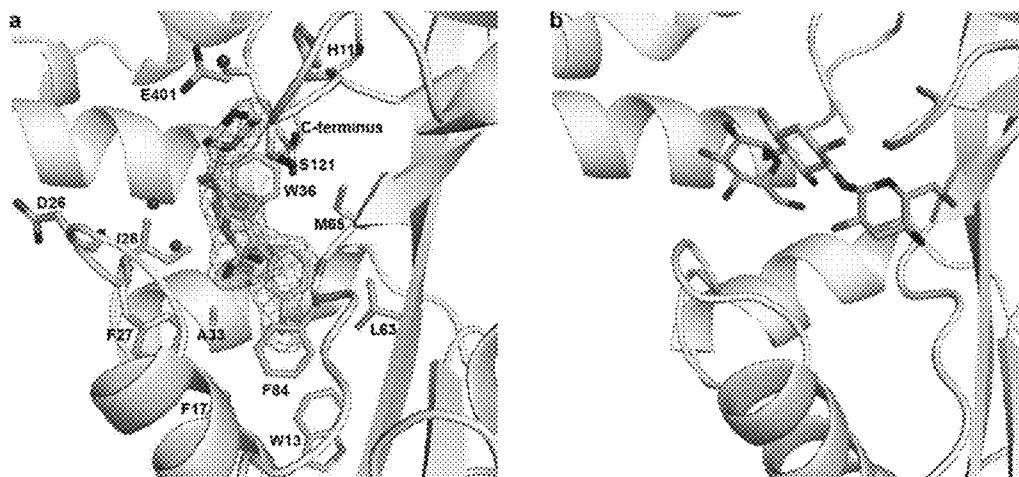 a
b
H119
E401
C-terminus
S121
W36
D26
I28
M65
F27
A33
L63
F84
F17
W13